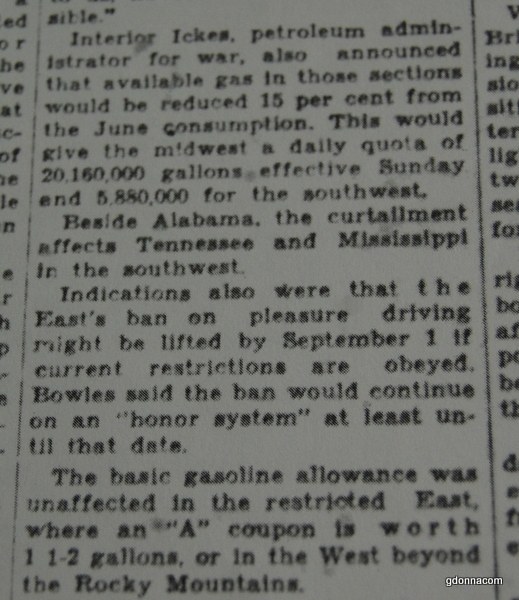 sible."
Interior Ickes, petroleum admin-
istrator for war, also announced
that available gas in those sections
would be reduced 15 per cent from
the June consumption. This would
give the midwest a daily quota of
20,160,000 gallons effective Sunday
and 5,880,000 for the southwest.
Beside Alabama, the curtailment
affects Tennessee and Mississippi
in the southwest.
Indications also were that the
East's ban on pleasure driving
might be lifted by September 1 if
current restrictions are obeyed.
Bowles said the ban would continue
on an "honor system" at least un-
til that date.
The basic gasoline allowance was
unaffected in the restricted East,
where an "A" coupon is worth
1 1-2 gallons, or in the West beyond
the Rocky Mountains.
gdonnacom